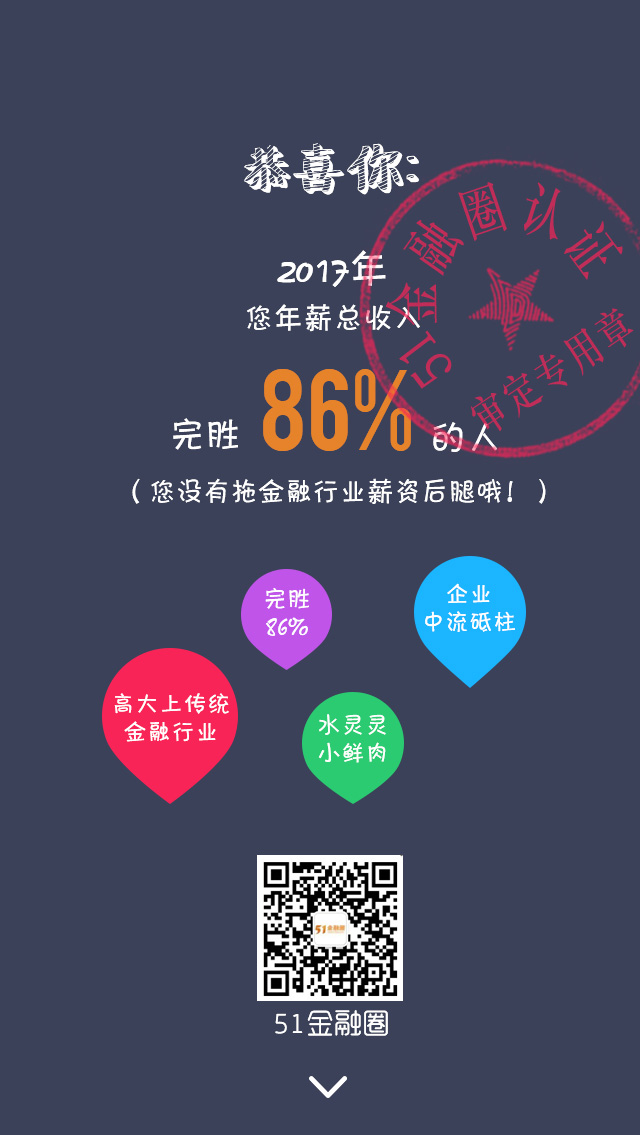 恭喜你:
51金融圈认证
审定专用章
2017年
您年薪总收入
完胜 86% 的人
(您没有拖金融行业薪资后腿哦!)
完胜
86%
企业
中流砥柱
高大上传统
金融行业
水灵灵
小鲜肉
51金融圈
51金融圈